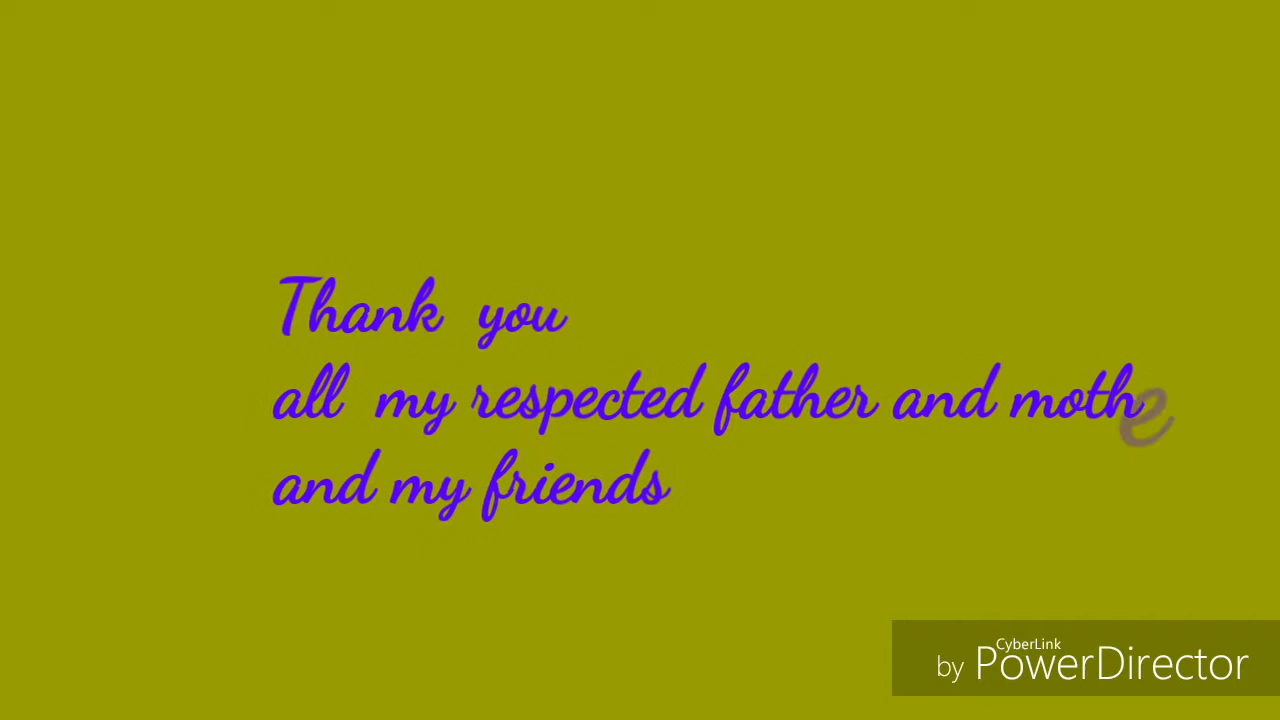 Thank you
all my respected father and mothe
and my friends
CyberLink
by PowerDirector